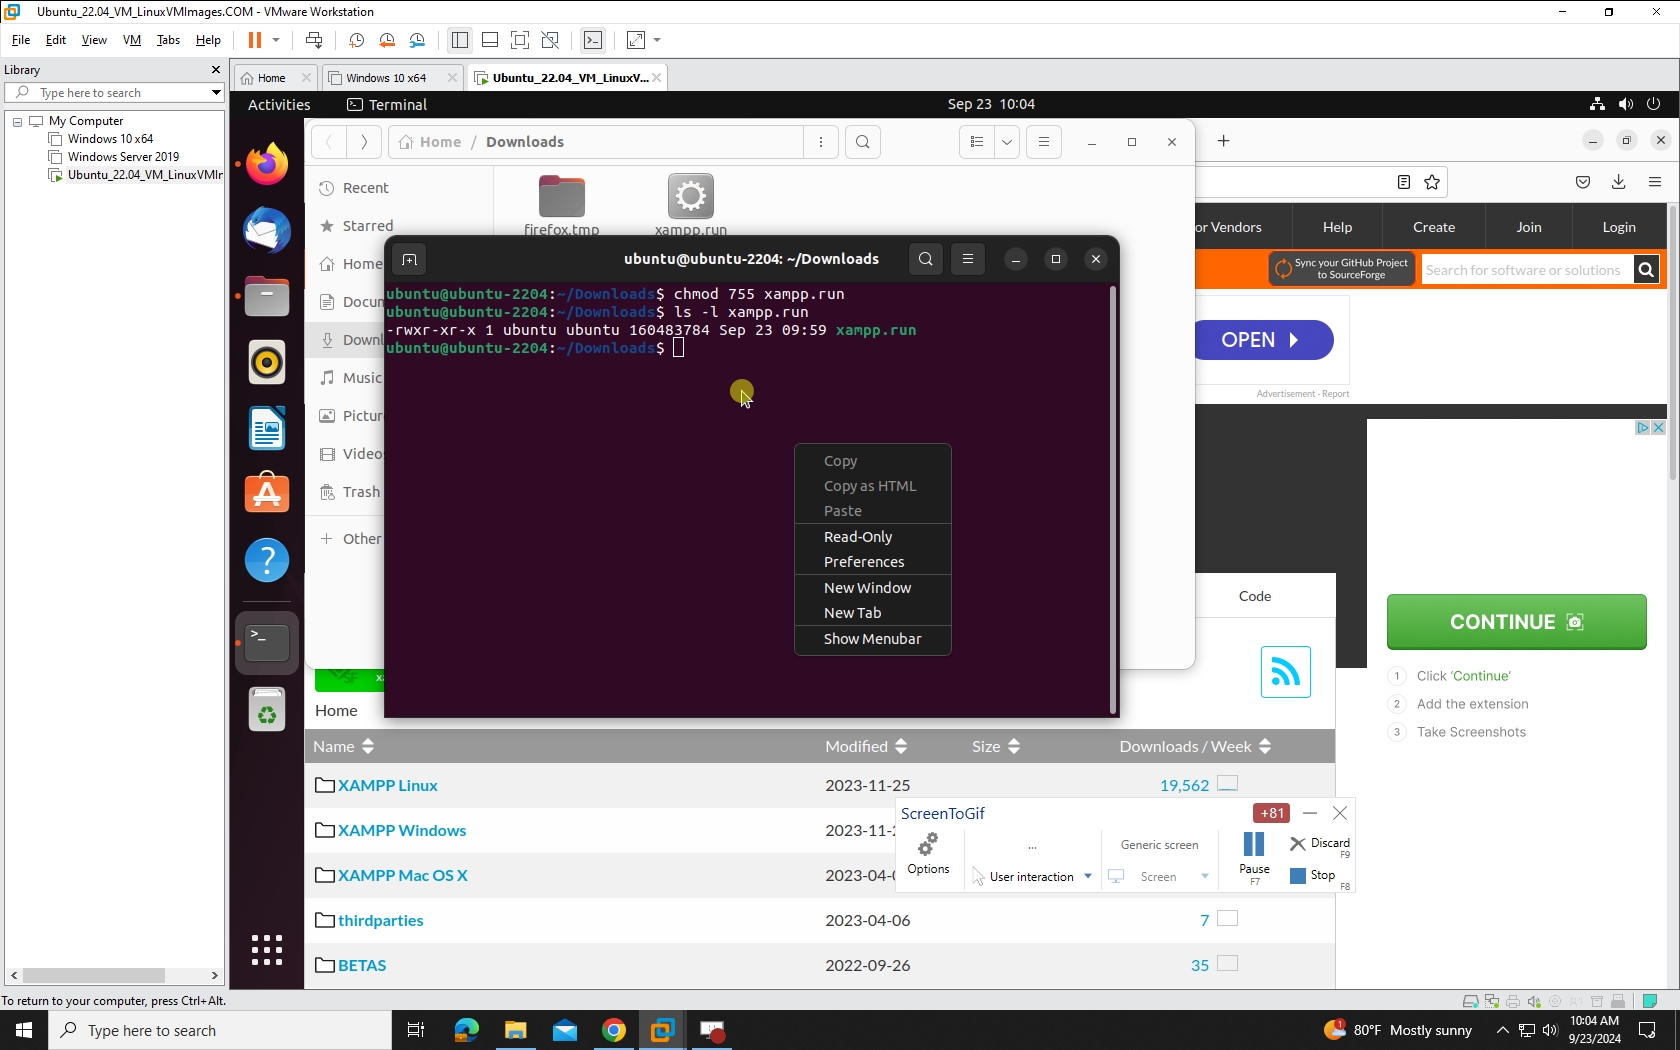 Ubuntu_22.04_VM_LinuxVMImages.COM - VMware Workstation
File Edit View VM Tabs Help
Library
Type here to search
My Computer
Windows 10 x64
Windows Server 2019
Ubuntu_22.04_VM_LinuxVMIr
Home
Windows 10 x64
Ubuntu_22.04_VM_LinuxV...
Activities
Terminal
Sep 23 10:04
Home / Downloads
Recent
Starred
Home
Docu
Downl
Music
Pictur
Video
Trash
Other
firefox.tmp
xampp.run
ubuntu@ubuntu-2204: ~/Downloads
ubuntu@ubuntu-2204:~/Downloads$ chmod 755 xampp.run
ubuntu@ubuntu-2204:~/Downloads$ ls -l xampp.run
-rwxr-xr-x 1 ubuntu ubuntu 160483784 Sep 23 09:59 xampp.run
ubuntu@ubuntu-2204:~/Downloads$
Copy
Copy as HTML
Paste
Read-Only
Preferences
New Window
New Tab
Show Menubar
or Vendors Help Create Join Login
Sync your GitHub Project
to SourceForge
Search for software or solutions
OPEN
Advertisement - Report
Code
CONTINUE
1 Click 'Continue'
2 Add the extension
3 Take Screenshots
Home
Name Modified Size Downloads / Week
XAMPP Linux 2023-11-25 19,562
XAMPP Windows 2023-11-2
XAMPP Mac OS X 2023-04-0
thirdparties 2023-04-06 7
BETAS 2022-09-26 35
ScreenToGif
+81
Options
...
User interaction
Generic screen
Screen
Pause
F7
Discard
F9
Stop
F8
To return to your computer, press Ctrl+Alt.
Type here to search
80°F Mostly sunny
10:04 AM
9/23/2024